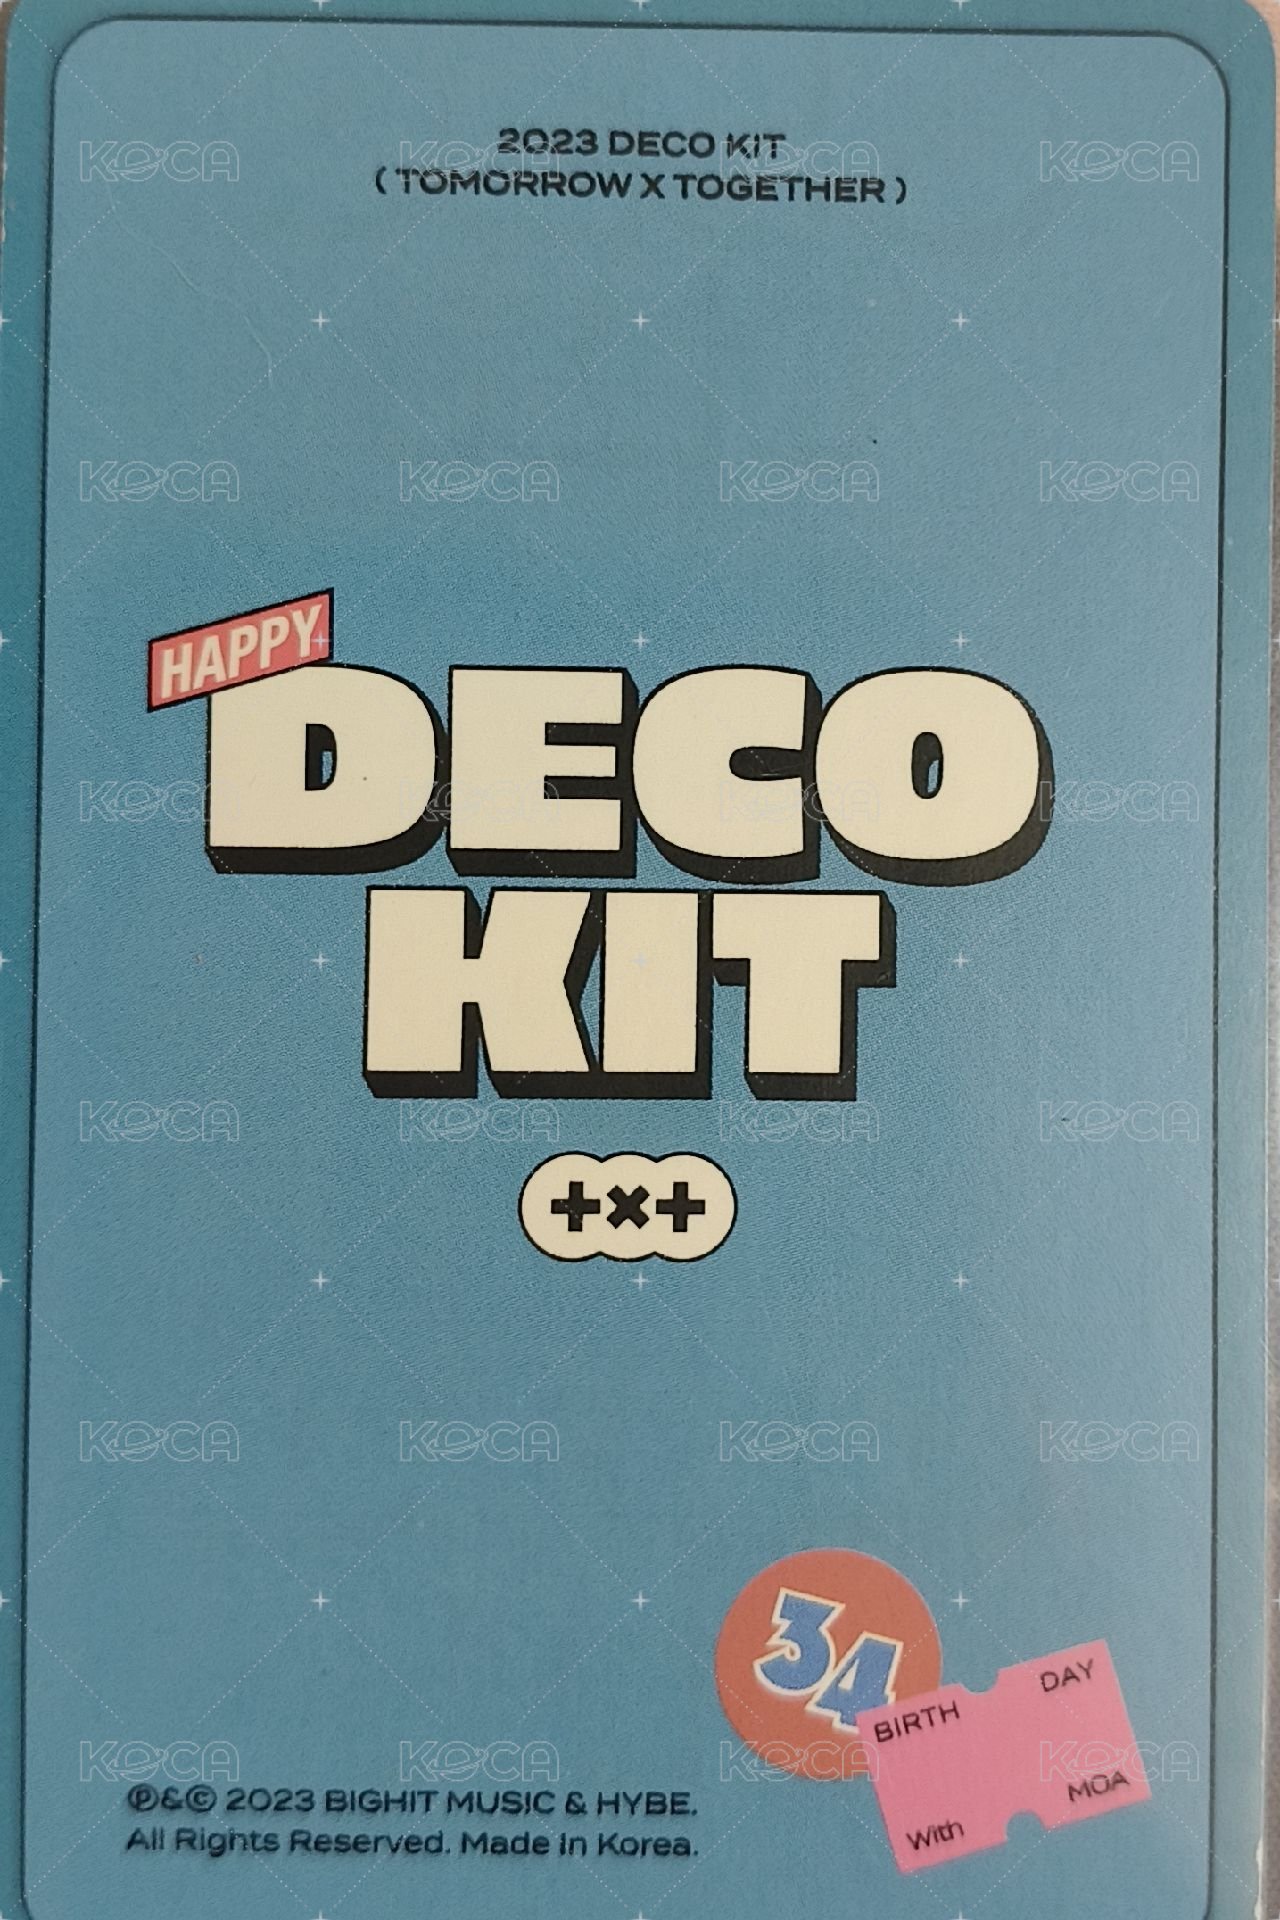 2023 DECO KIT
( TOMORROW X TOGETHER )
HAPPY
DECO
KIT
+×+
34
BIRTH DAY
With MOA
℗&© 2023 BIGHIT MUSIC & HYBE.
All Rights Reserved. Made In Korea.
KOCA